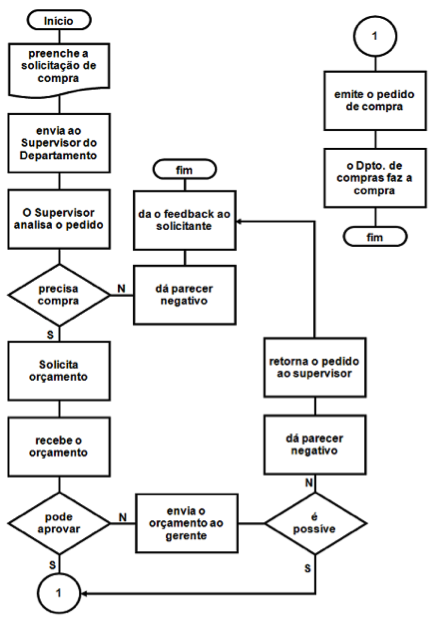 Inicio
preenche a
solicitação de
compra
envia ao
Supervisor do
Departamento
O Supervisor
analisa o pedido
precisa
compra
N
S
dá parecer
negativo
da o feedback ao
solicitante
fim
Solicita
orçamento
recebe o
orçamento
pode
aprovar
N
S
envia o
orçamento ao
gerente
é
possive
N
S
dá parecer
negativo
retorna o pedido
ao supervisor
1
1
emite o pedido
de compra
o Dpto. de
compras faz a
compra
fim